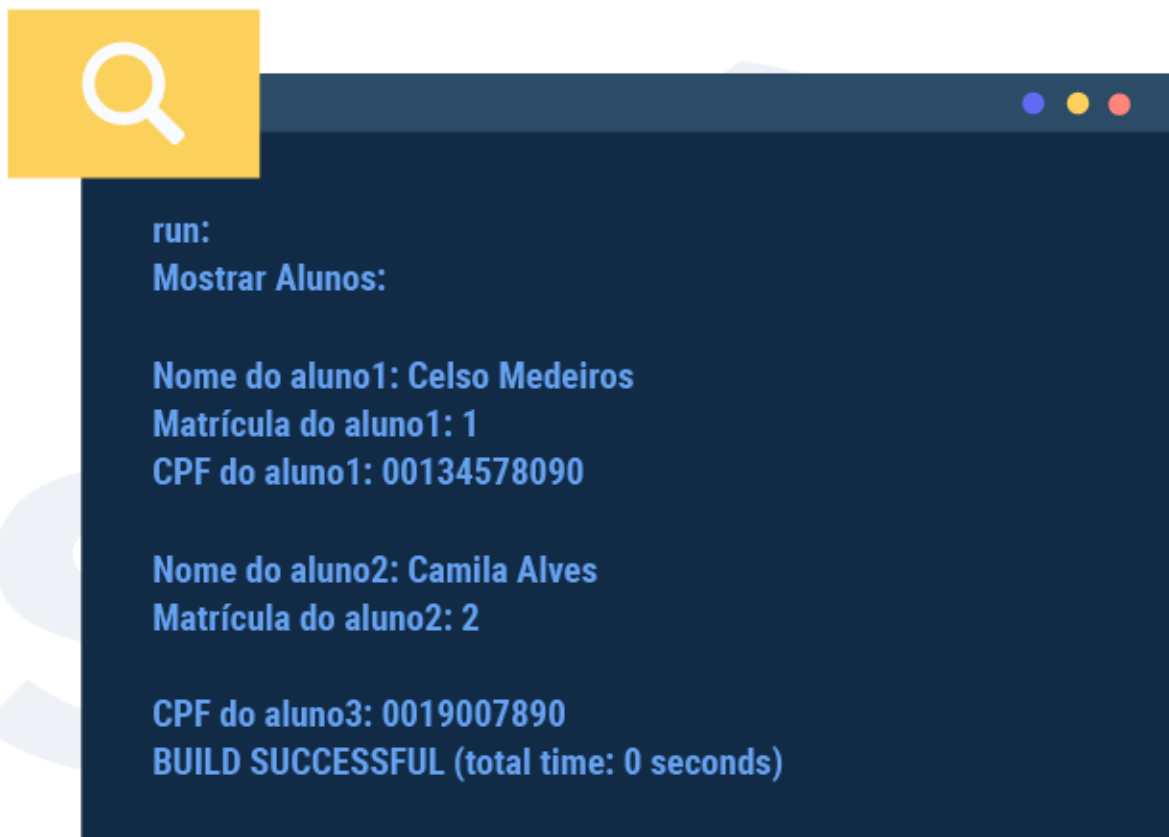 run:
Mostrar Alunos:
Nome do aluno1: Celso Medeiros
Matrícula do aluno1: 1
CPF do aluno1: 00134578090
Nome do aluno2: Camila Alves
Matrícula do aluno2: 2
CPF do aluno3: 0019007890
BUILD SUCCESSFUL (total time: 0 seconds)